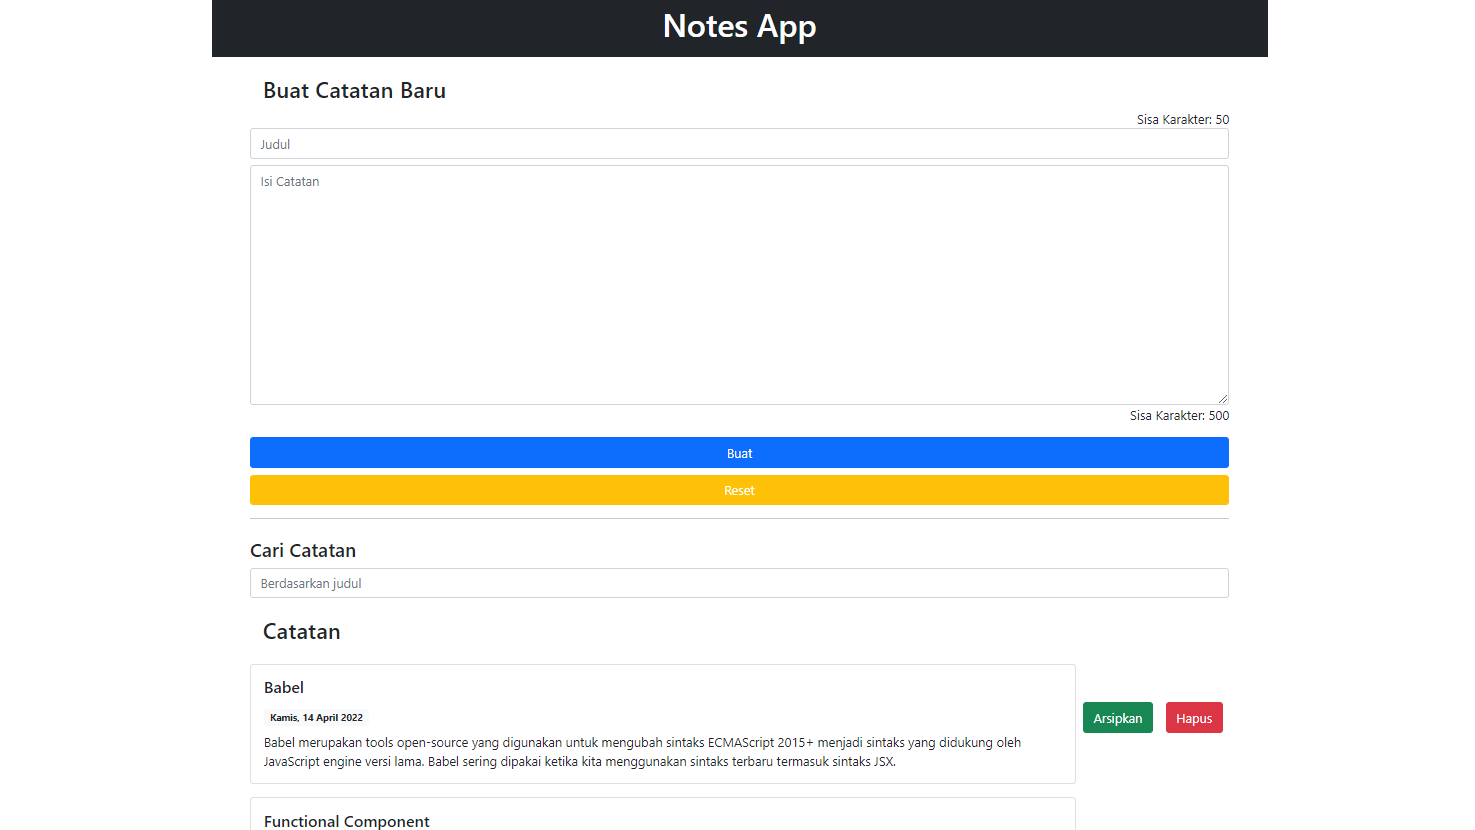 Notes App
Buat Catatan Baru
Sisa Karakter: 50
Judul
Isi Catatan
Sisa Karakter: 500
Buat
Reset
Cari Catatan
Berdasarkan judul
Catatan
Babel
Kamis, 14 April 2022
Babel merupakan tools open-source yang digunakan untuk mengubah sintaks ECMAScript 2015+ menjadi sintaks yang didukung oleh
JavaScript engine versi lama. Babel sering dipakai ketika kita menggunakan sintaks terbaru termasuk sintaks JSX.
Arsipkan
Hapus
Functional Component